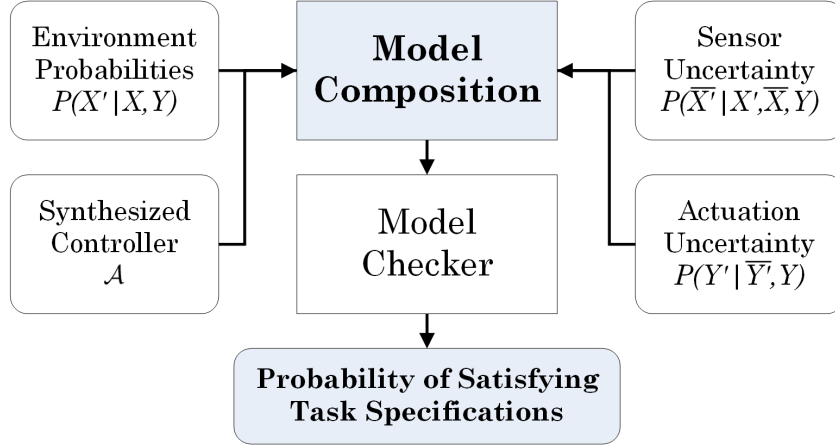 Environment
Probabilities
P(X′|X,Y)
Model
Composition
Sensor
Uncertainty
P(X̅′|X′,X̅,Y)
Synthesized
Controller
𝒜
Model
Checker
Actuation
Uncertainty
P(Y′|Y̅′,Y)
Probability of Satisfying
Task Specifications